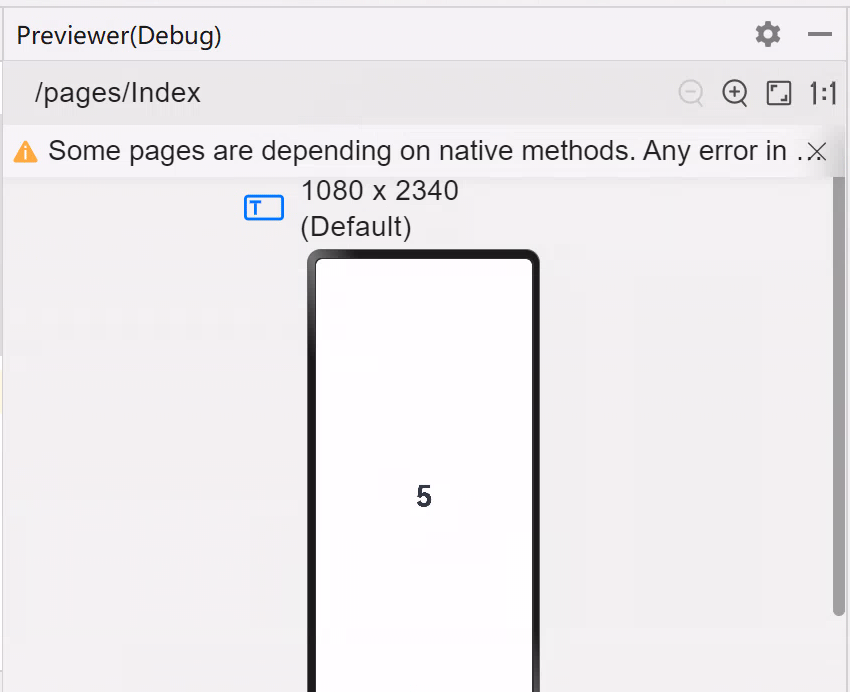 Previewer(Debug)
/pages/Index
1:1
Some pages are depending on native methods. Any error in ...
T
1080 x 2340
(Default)
5